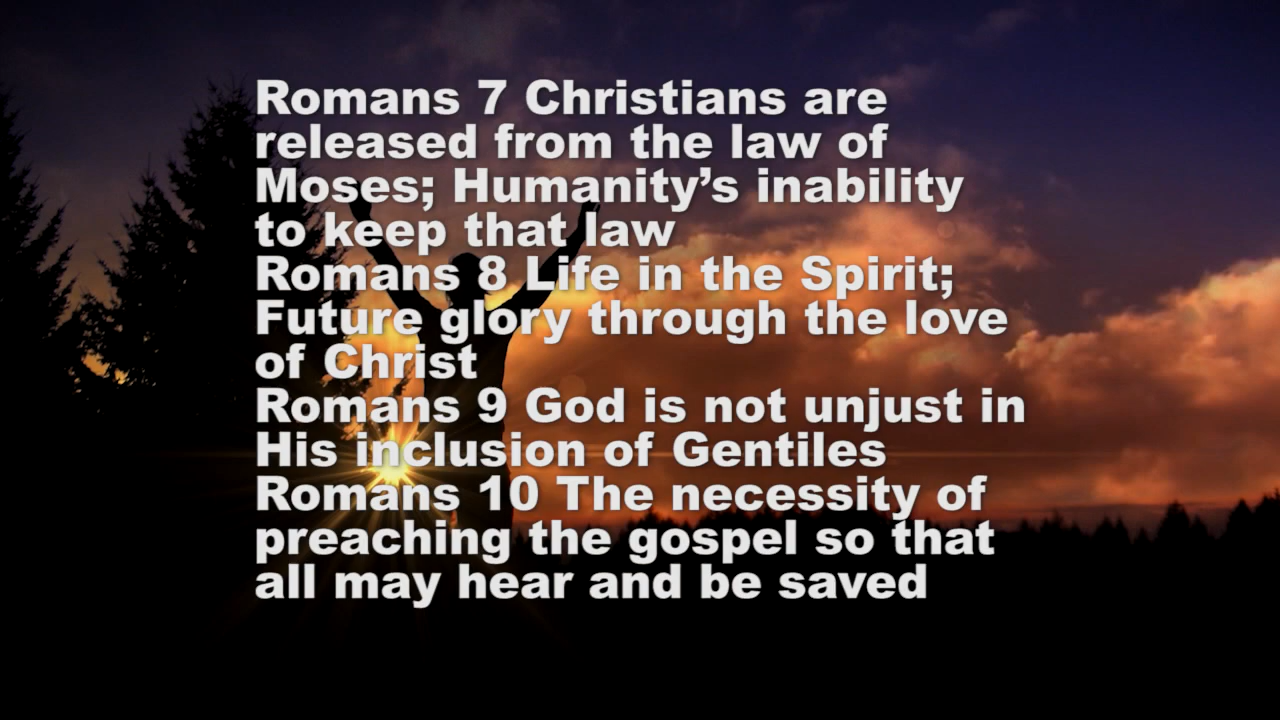 Romans 7 Christians are
released from the law of
Moses; Humanity’s inability
to keep that law
Romans 8 Life in the Spirit;
Future glory through the love
of Christ
Romans 9 God is not unjust in
His inclusion of Gentiles
Romans 10 The necessity of
preaching the gospel so that
all may hear and be saved